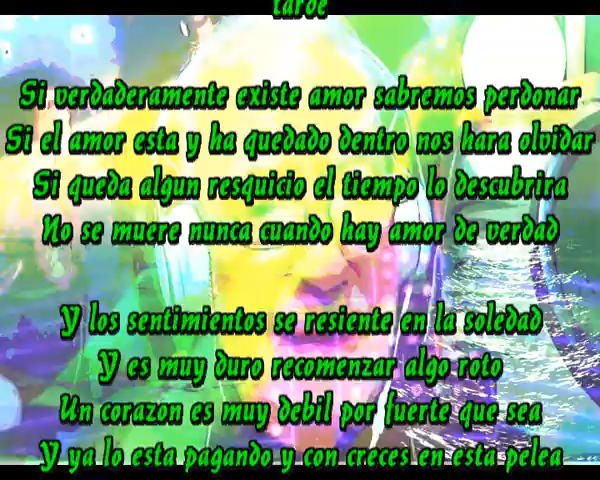 tarde
Si verdaderamente existe amor sabremos perdonar
Si el amor esta y ha quedado dentro nos hara olvidar
Si queda algun resquicio el tiempo lo descubrira
No se muere nunca cuando hay amor de verdad
Y los sentimientos se resiente en la soledad
Y es muy duro recomenzar algo roto
Un corazon es muy debil por fuerte que sea
Y ya lo esta pagando y con creces en esta pelea